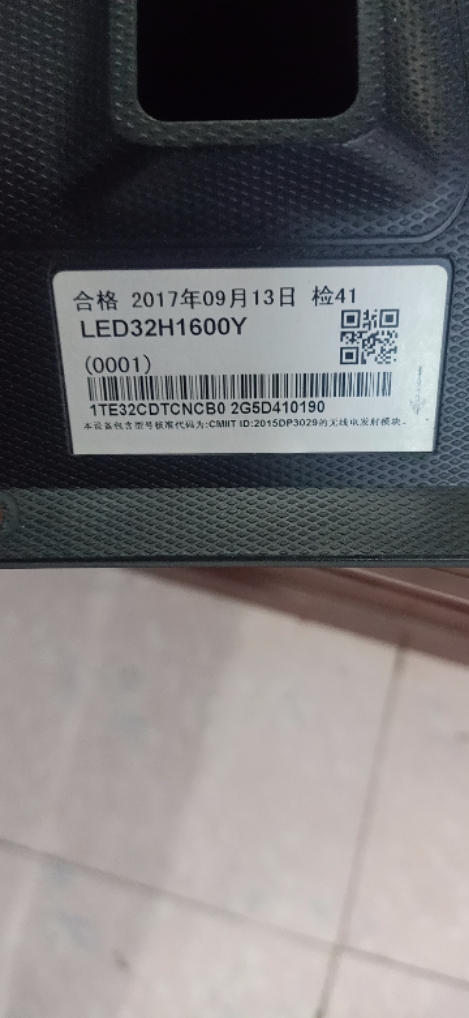 合格 2017年09月13日 检41
LED32H1600Y
(0001)
1TE32CDTCNCB0 2G5D410190
本设备包含型号核准代码为:CMIIT ID:2015DP3029的无线电发射模块。